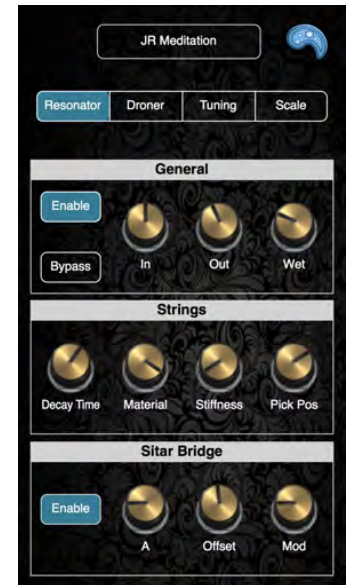 JR Meditation
Resonator Droner Tuning Scale
General
Enable
In Out Wet
Bypass
Strings
Decay Time Material Stiffness Pick Pos
Sitar Bridge
Enable
A Offset Mod